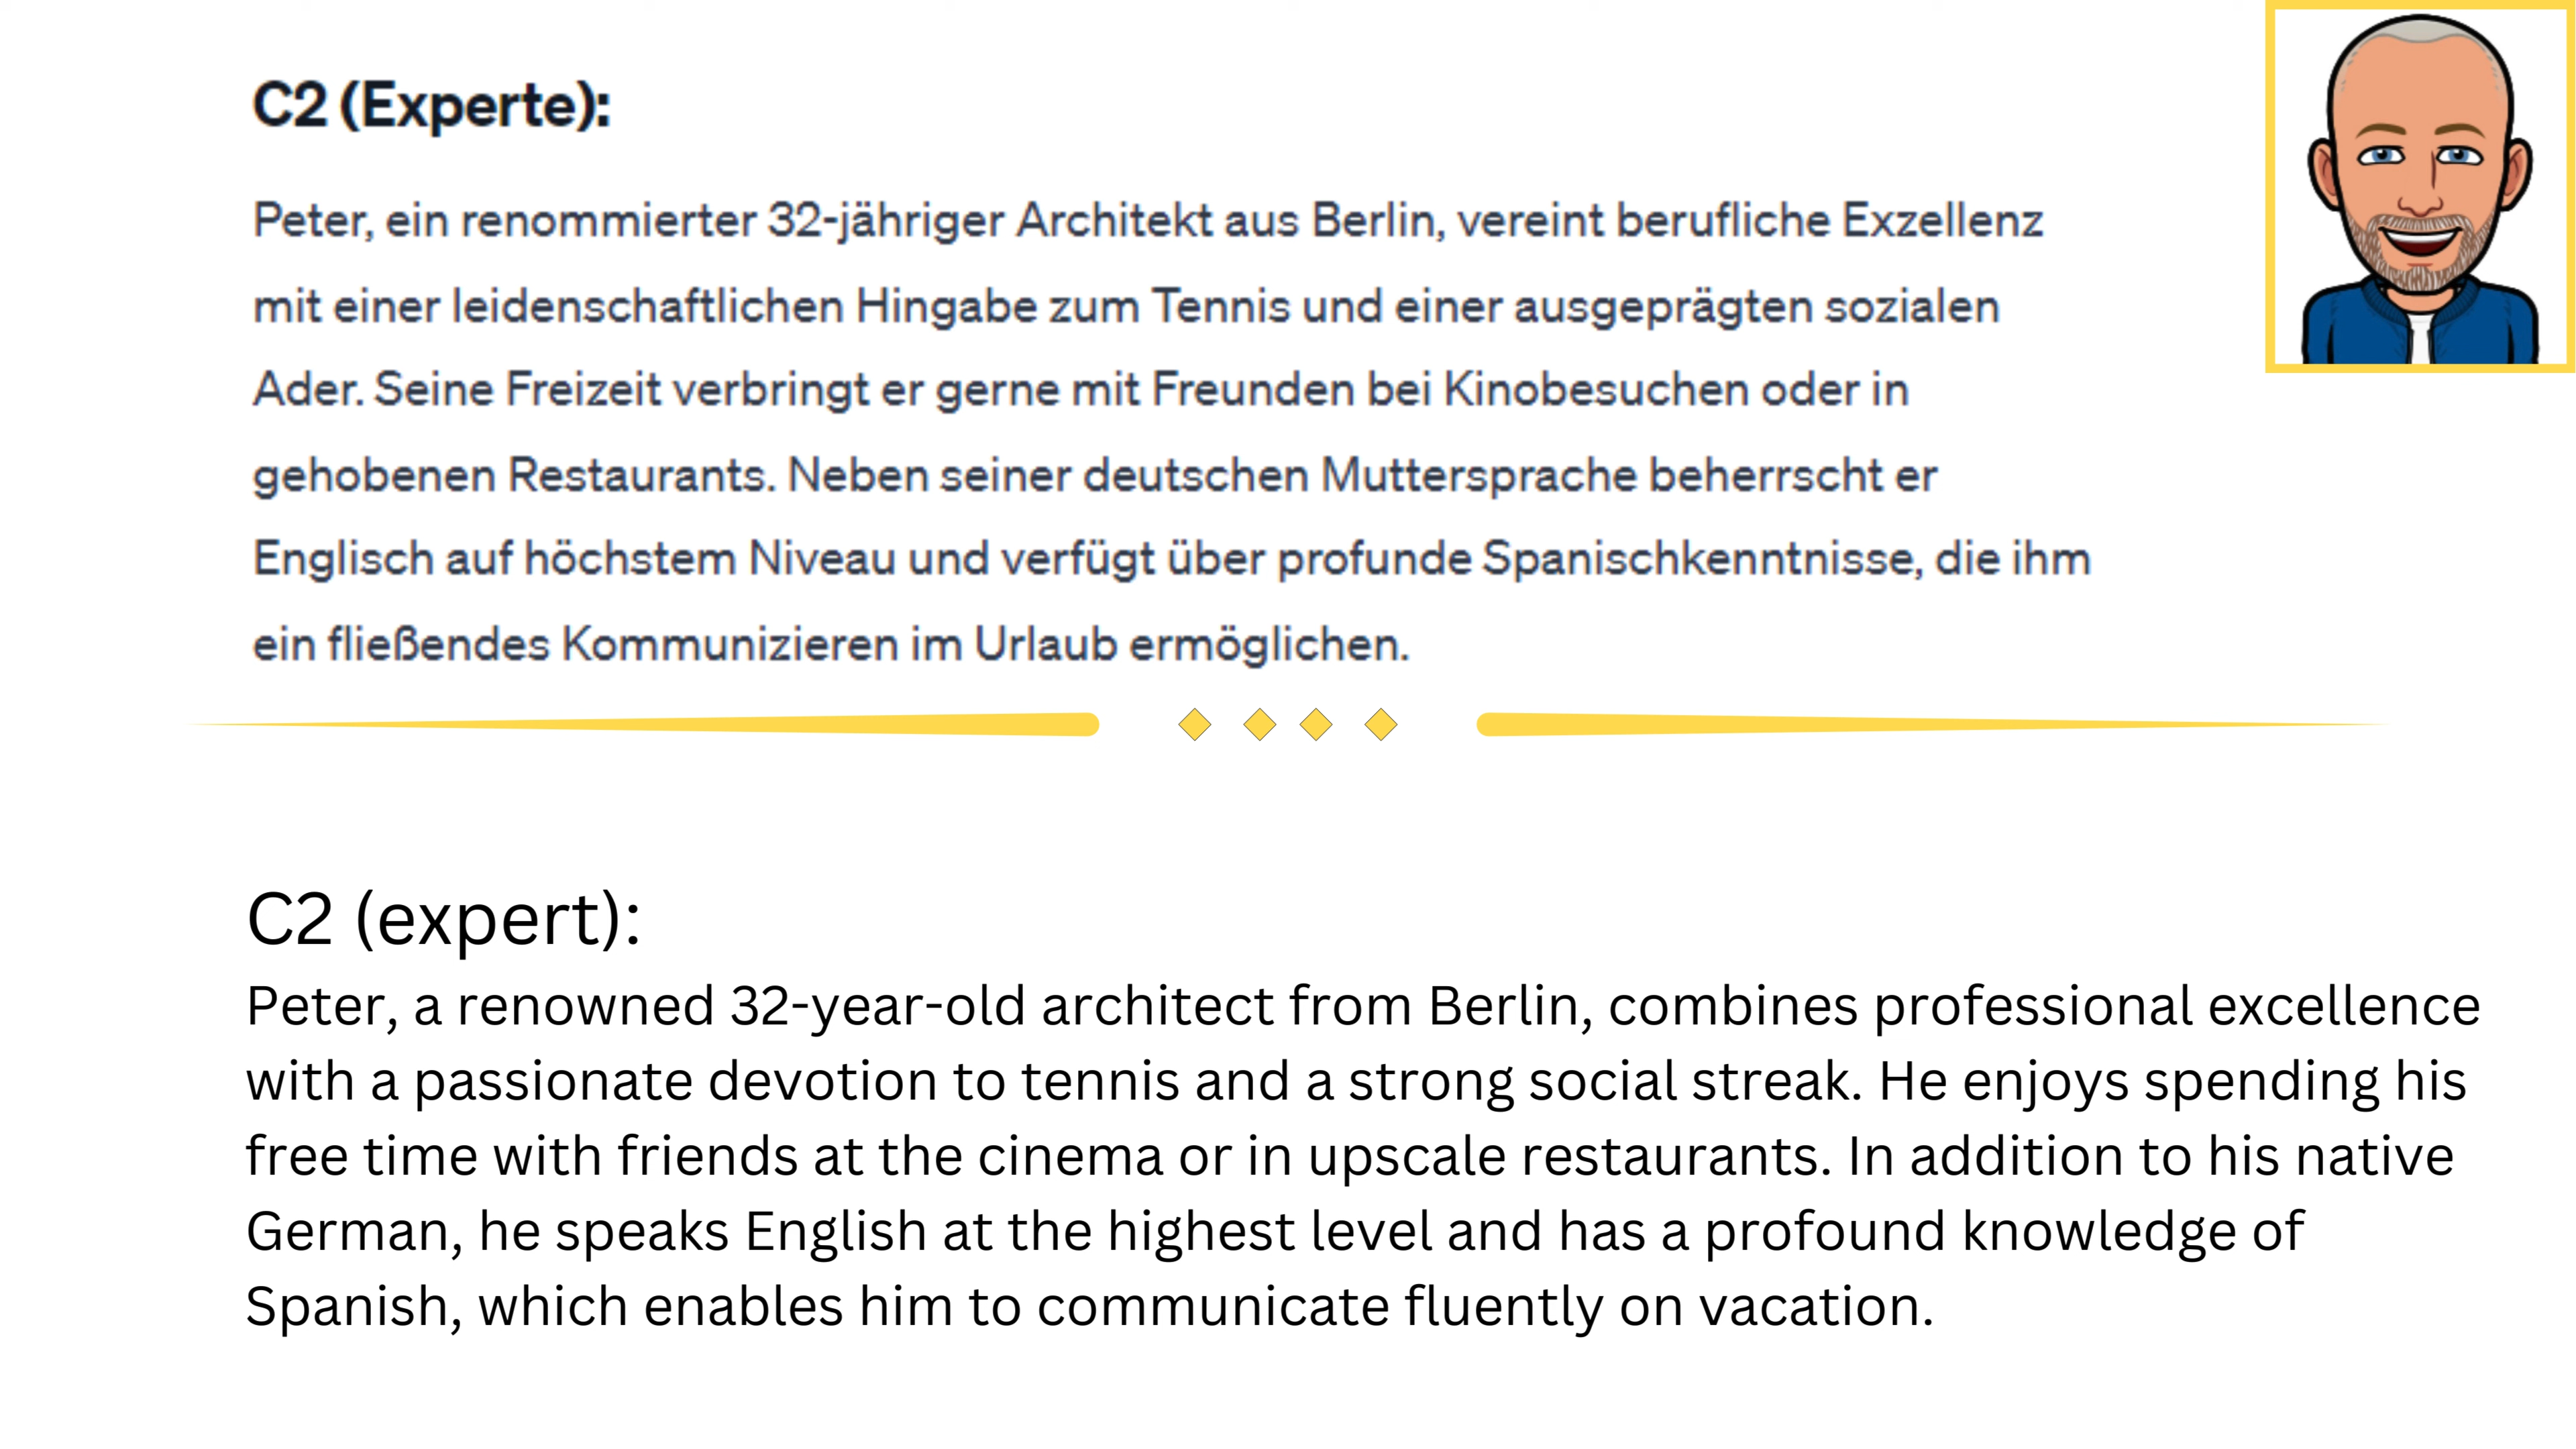 C2 (Experte):
Peter, ein renommierter 32-jähriger Architekt aus Berlin, vereint berufliche Exzellenz
mit einer leidenschaftlichen Hingabe zum Tennis und einer ausgeprägten sozialen
Ader. Seine Freizeit verbringt er gerne mit Freunden bei Kinobesuchen oder in
gehobenen Restaurants. Neben seiner deutschen Muttersprache beherrscht er
Englisch auf höchstem Niveau und verfügt über profunde Spanischkenntnisse, die ihm
ein fließendes Kommunizieren im Urlaub ermöglichen.
C2 (expert):
Peter, a renowned 32-year-old architect from Berlin, combines professional excellence
with a passionate devotion to tennis and a strong social streak. He enjoys spending his
free time with friends at the cinema or in upscale restaurants. In addition to his native
German, he speaks English at the highest level and has a profound knowledge of
Spanish, which enables him to communicate fluently on vacation.